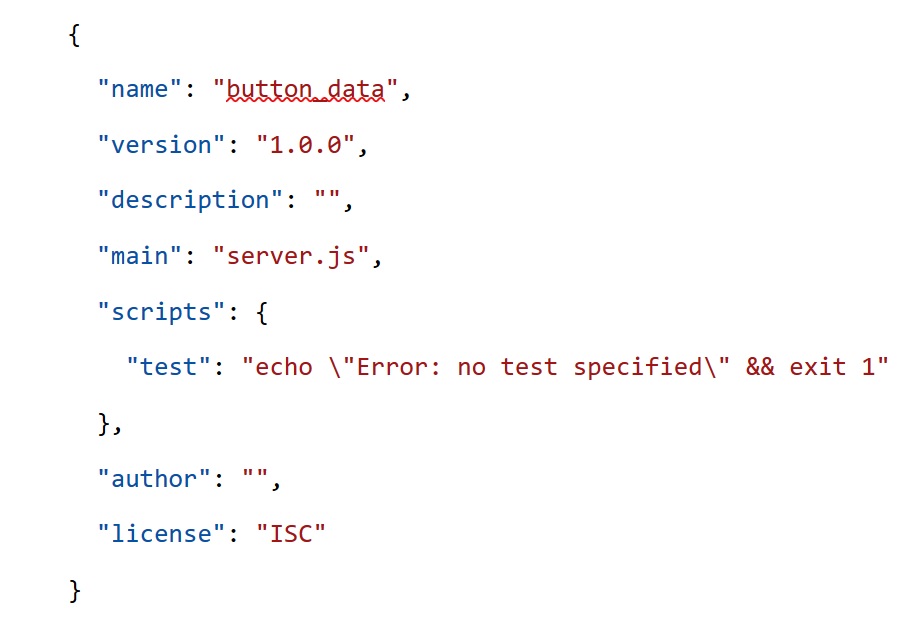 {
"name": "button_data",
"version": "1.0.0",
"description": "",
"main": "server.js",
"scripts": {
"test": "echo \"Error: no test specified\" && exit 1"
},
"author": "",
"license": "ISC"
}